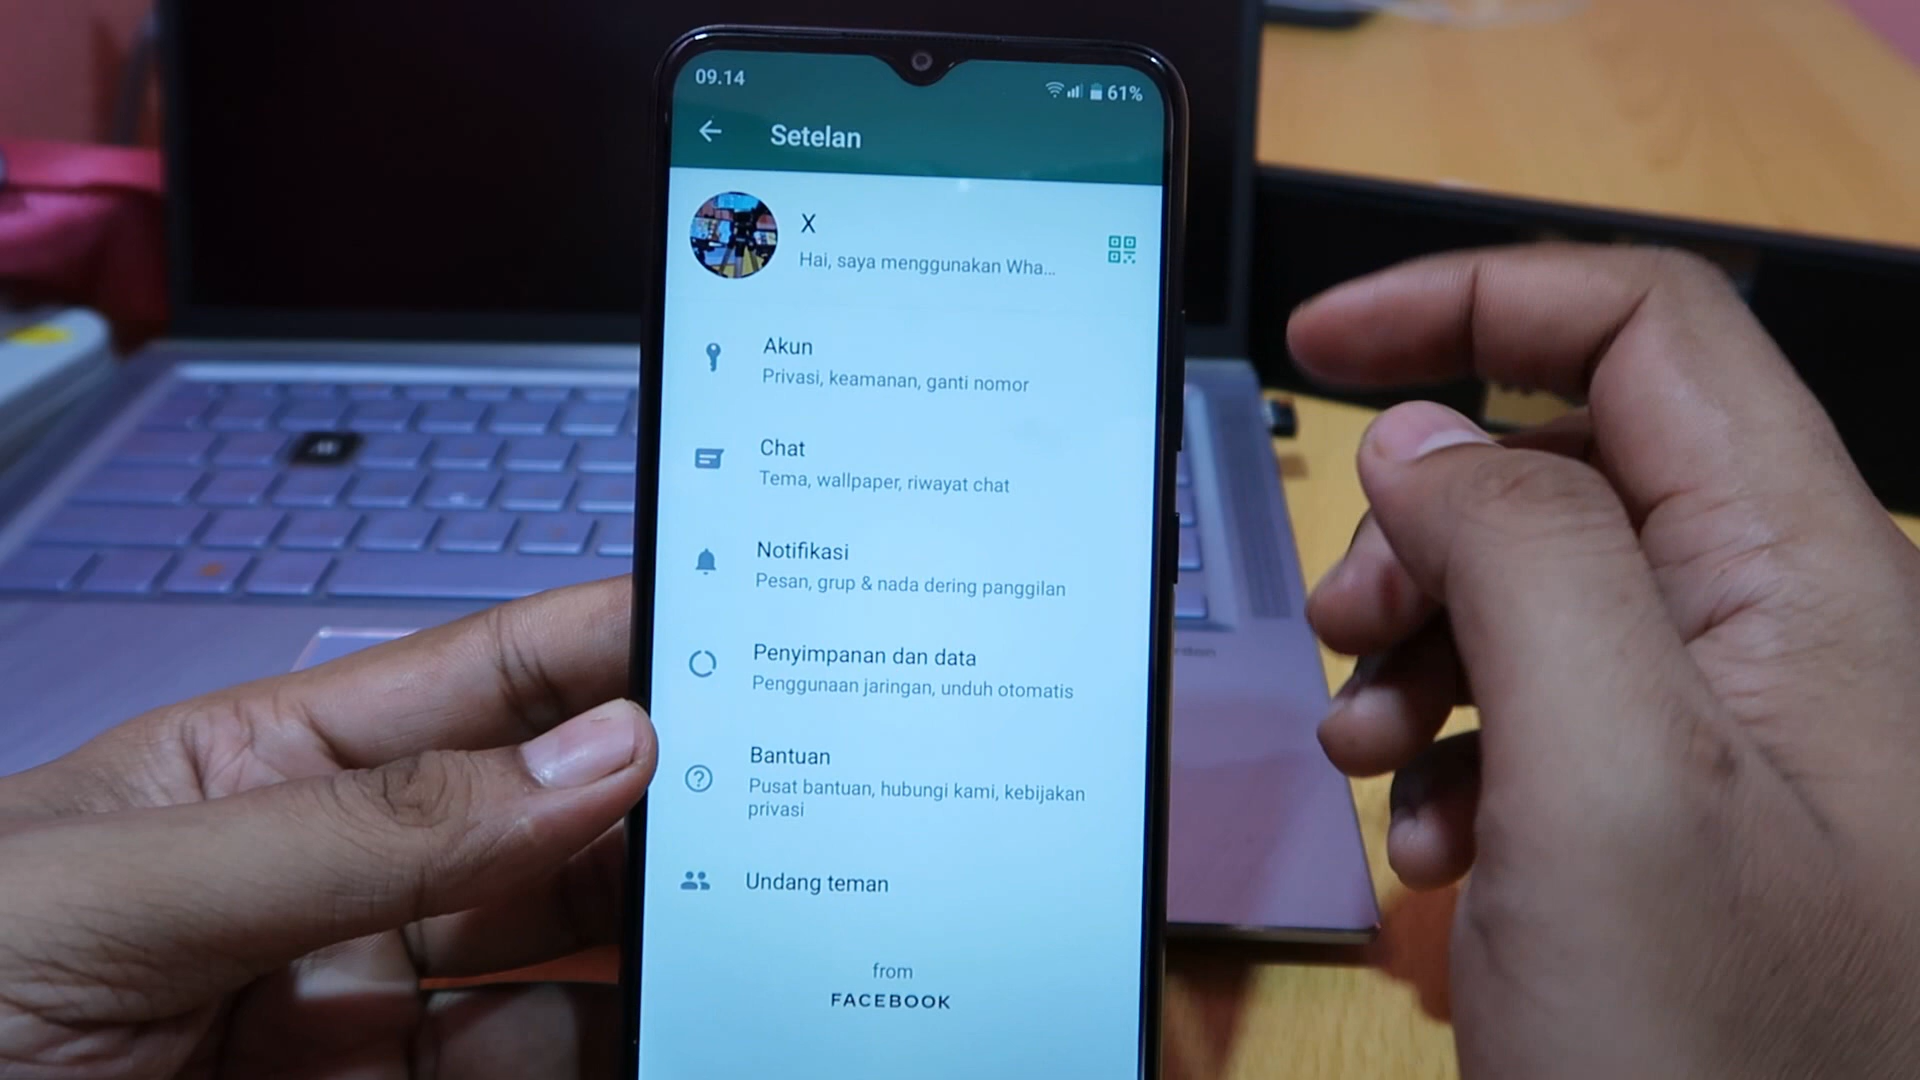 09.14
61%
Setelan
X
Hai, saya menggunakan Wha...
Akun
Privasi, keamanan, ganti nomor
Chat
Tema, wallpaper, riwayat chat
Notifikasi
Pesan, grup & nada dering panggilan
Penyimpanan dan data
Penggunaan jaringan, unduh otomatis
Bantuan
Pusat bantuan, hubungi kami, kebijakan
privasi
Undang teman
from
FACEBOOK